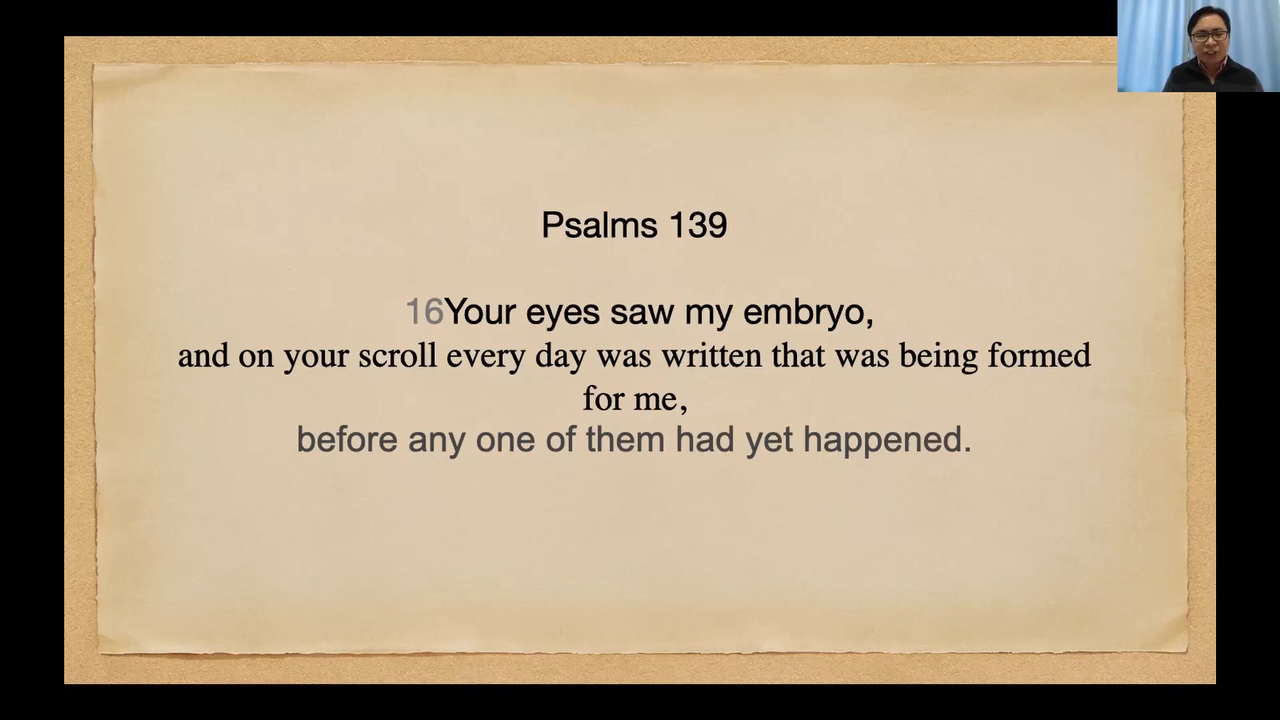 Psalms 139
16Your eyes saw my embryo,
and on your scroll every day was written that was being formed
for me,
before any one of them had yet happened.